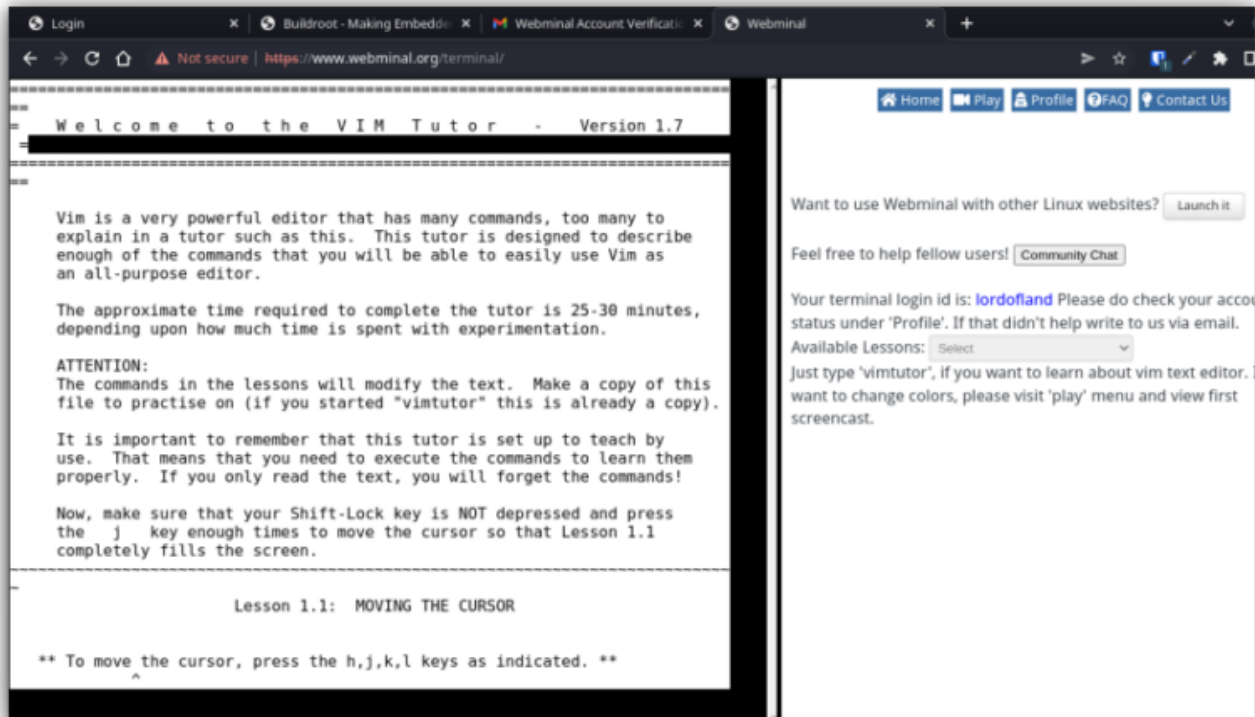 Login
Buildroot - Making Embedde
Webminal Account Verificatio
Webminal
Not secure | https://www.webminal.org/terminal/
===============================================================================
==
=    W e l c o m e   t o   t h e   V I M   T u t o r    -    Version 1.7
=
===============================================================================
==
Vim is a very powerful editor that has many commands, too many to
explain in a tutor such as this.  This tutor is designed to describe
enough of the commands that you will be able to easily use Vim as
an all-purpose editor.
The approximate time required to complete the tutor is 25-30 minutes,
depending upon how much time is spent with experimentation.
ATTENTION:
The commands in the lessons will modify the text.  Make a copy of this
file to practise on (if you started "vimtutor" this is already a copy).
It is important to remember that this tutor is set up to teach by
use.  That means that you need to execute the commands to learn them
properly.  If you only read the text, you will forget the commands!
Now, make sure that your Shift-Lock key is NOT depressed and press
the   j   key enough times to move the cursor so that Lesson 1.1
completely fills the screen.
~~~~~~~~~~~~~~~~~~~~~~~~~~~~~~~~~~~~~~~~~~~~~~~~~~~~~~~~~~~~~~~~~~~~~~~~~~~~~
~
Lesson 1.1:  MOVING THE CURSOR
** To move the cursor, press the h,j,k,l keys as indicated. **
^
Home Play Profile FAQ Contact Us
Want to use Webminal with other Linux websites? Launch it
Feel free to help fellow users! Community Chat
Your terminal login id is: lordofland Please do check your accou
status under 'Profile'. If that didn't help write to us via email.
Available Lessons: Select
Just type 'vimtutor', if you want to learn about vim text editor.
want to change colors, please visit 'play' menu and view first
screencast.